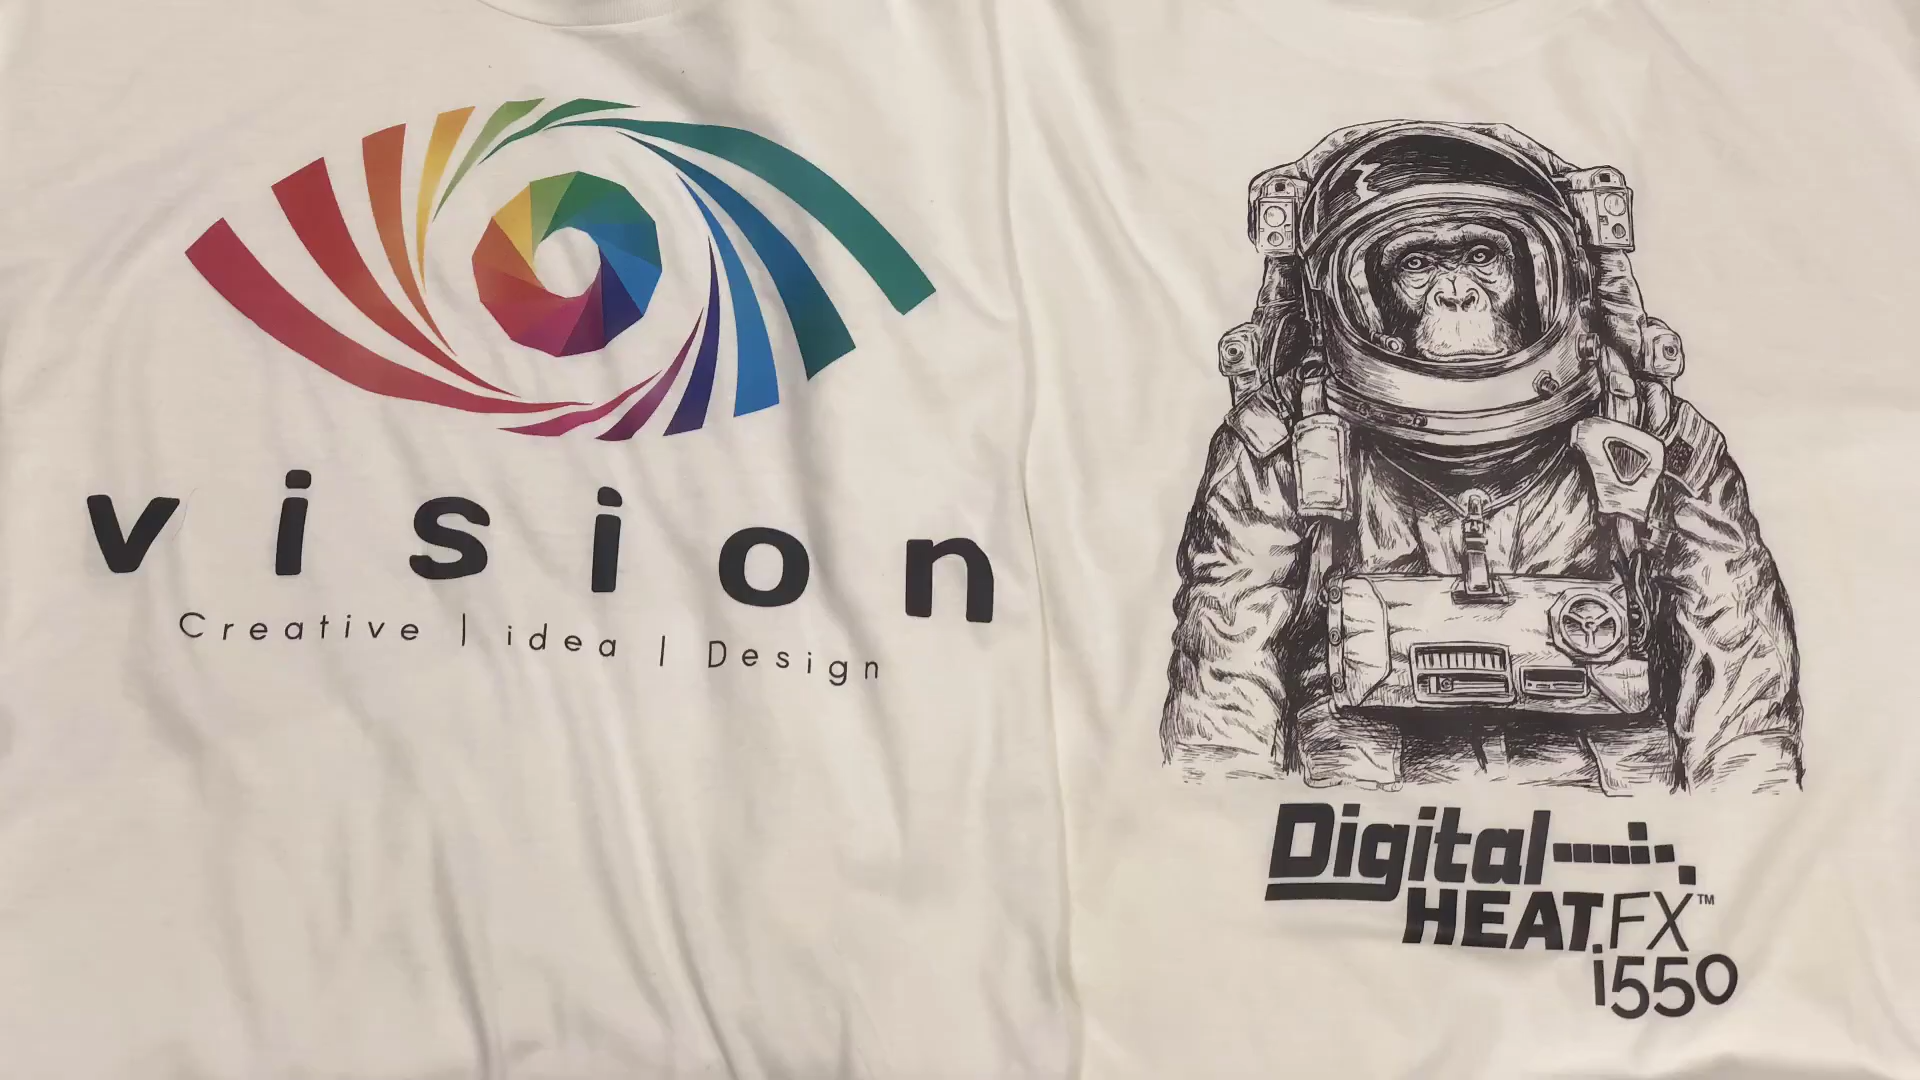 vision
Creative | idea | Design
Digital
HEAT.FX™
i550